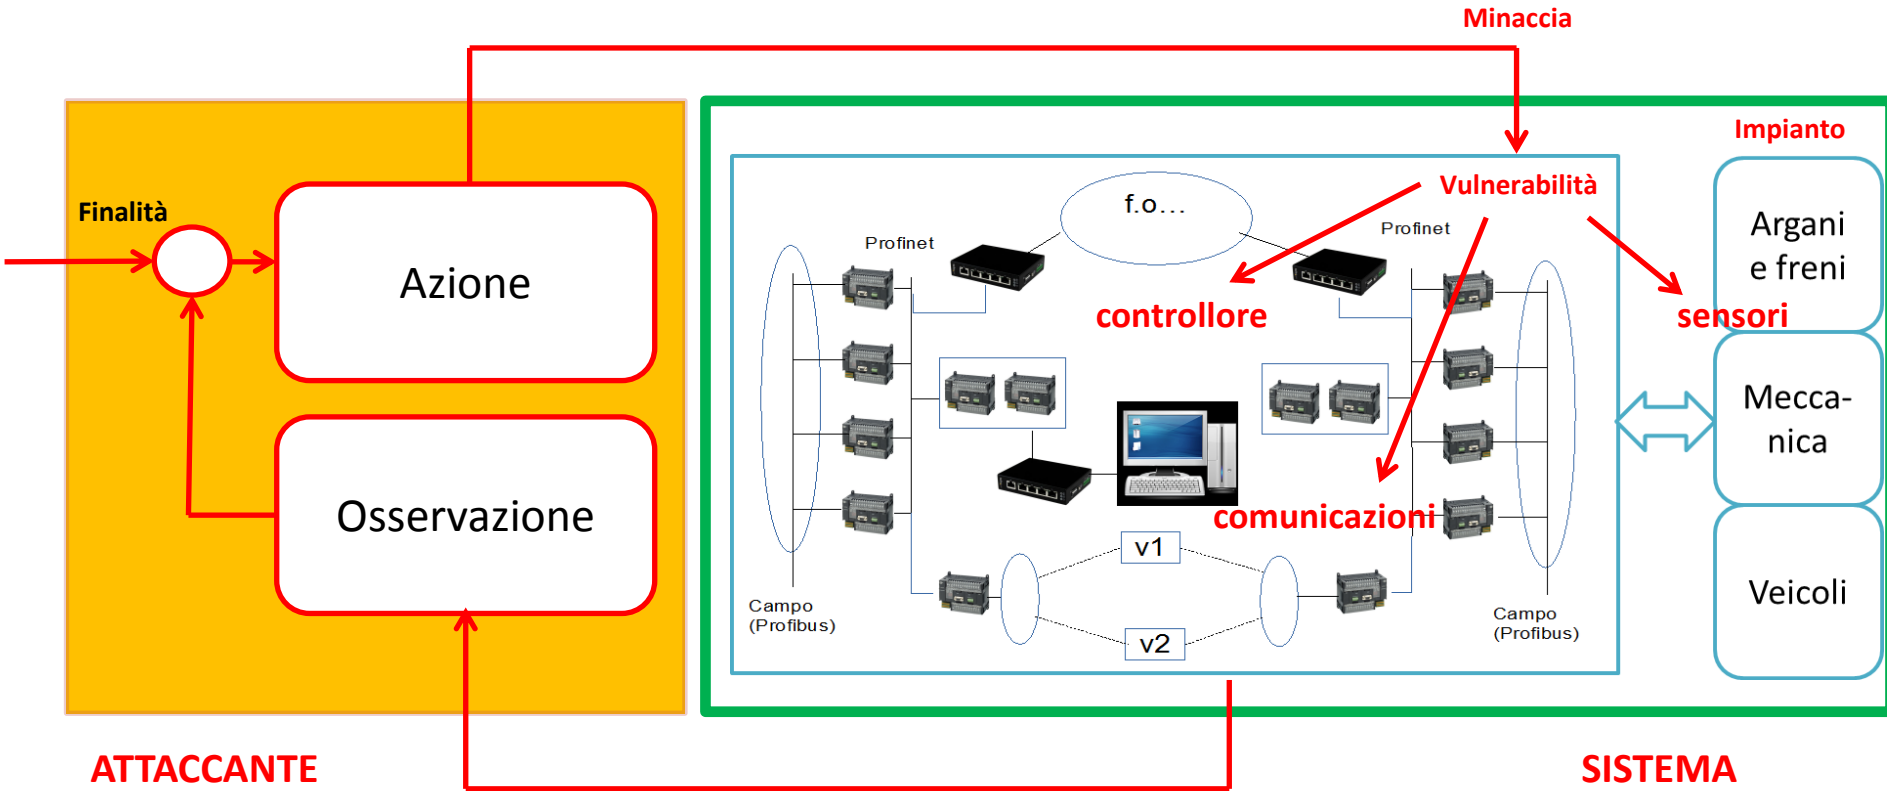 Minaccia
Impianto
Finalità
Azione
Osservazione
ATTACCANTE
Vulnerabilità
f.o...
Profinet
Profinet
controllore
sensori
comunicazioni
v1
v2
Campo
(Profibus)
Campo
(Profibus)
Argani
e freni
Mecca-
nica
Veicoli
SISTEMA